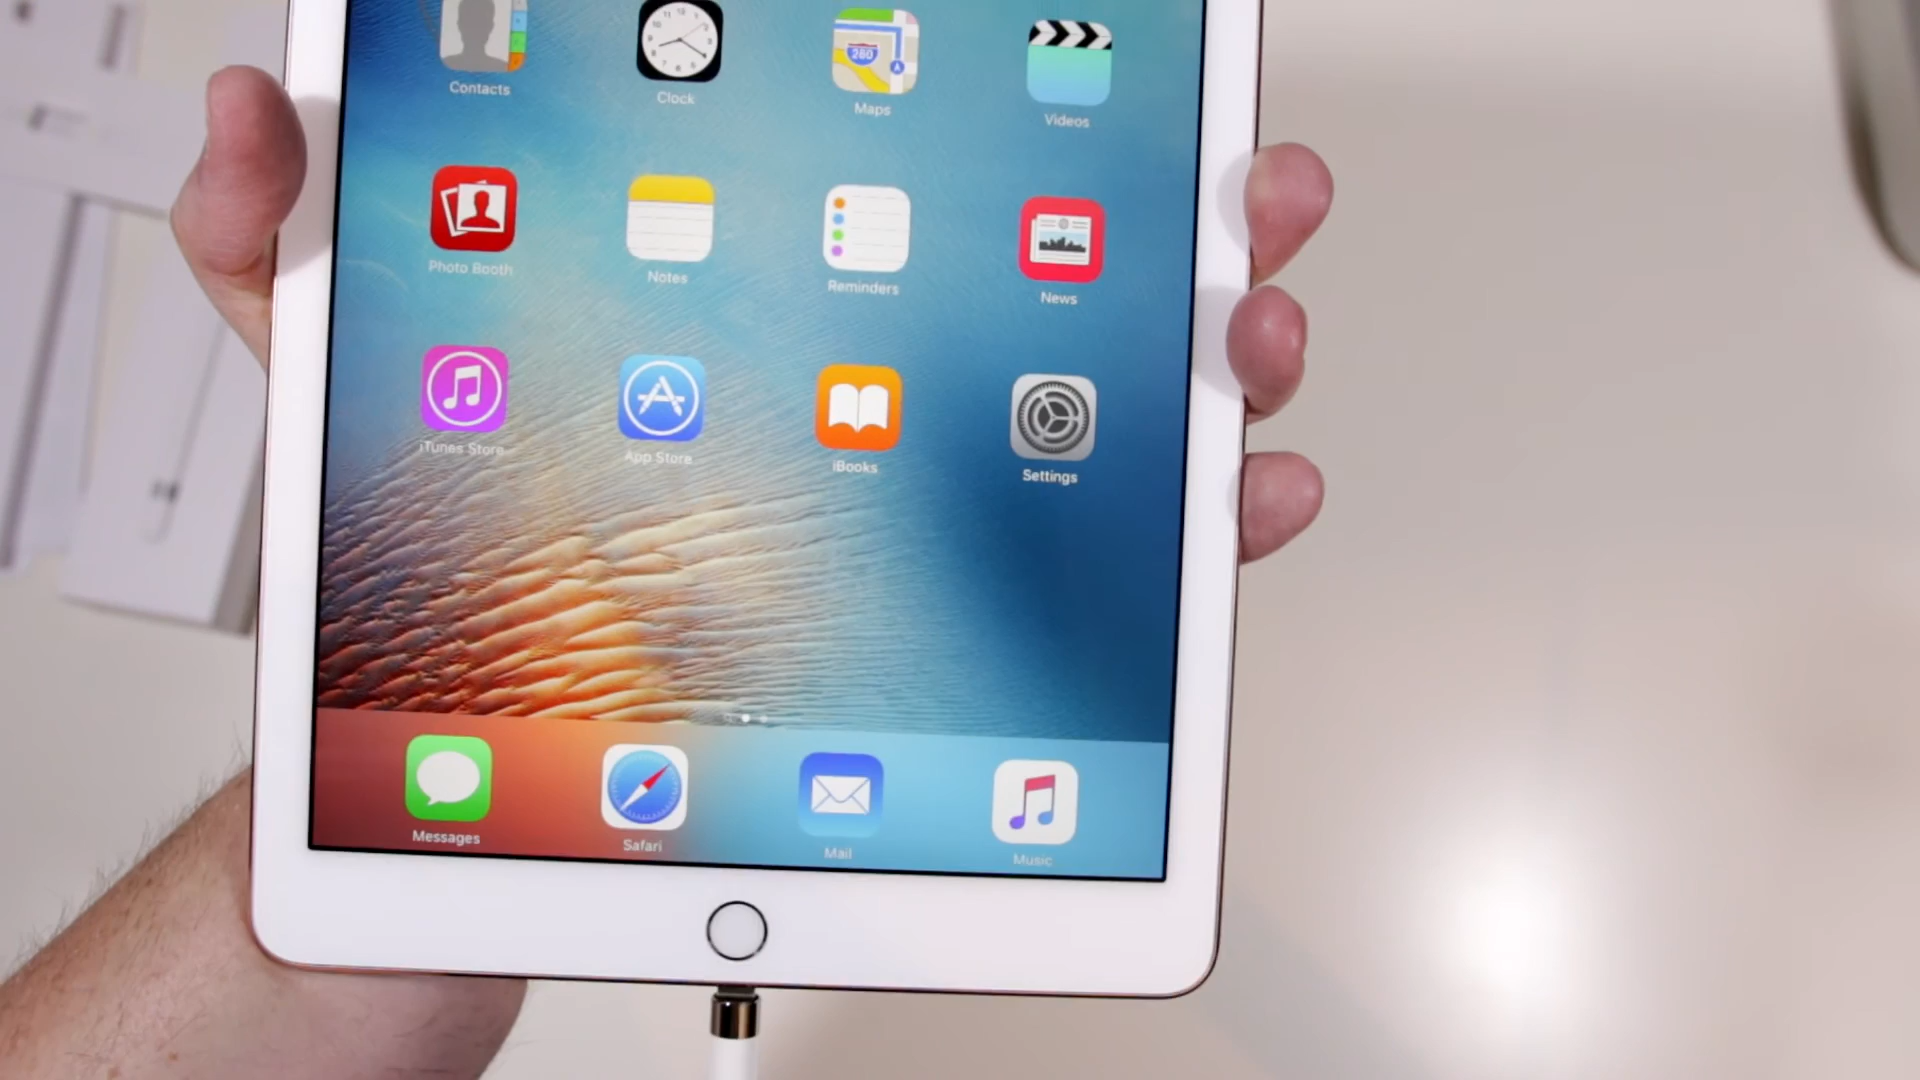 Contacts
Clock
Maps
280
Videos
Photo Booth
Notes
Reminders
News
iTunes Store
App Store
iBooks
Settings
Messages
Safari
Mail
Music